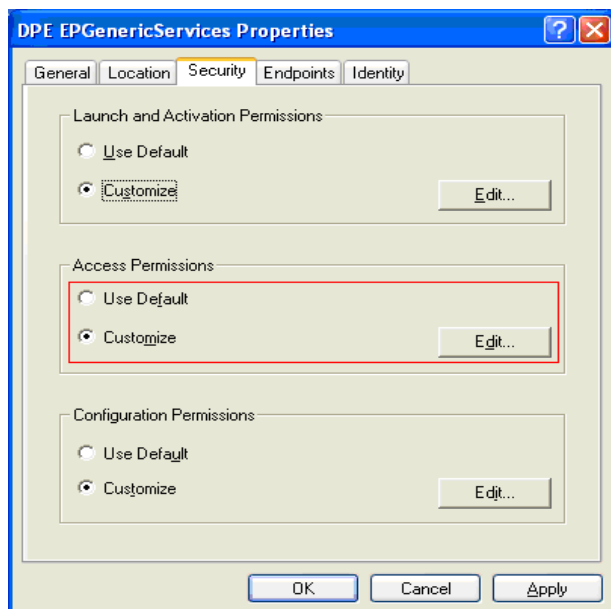 DPE EPGenericServices Properties
General Location Security Endpoints Identity
Launch and Activation Permissions
Use Default
Customize
Edit...
Access Permissions
Use Default
Customize
Edit...
Configuration Permissions
Use Default
Customize
Edit...
OK Cancel Apply